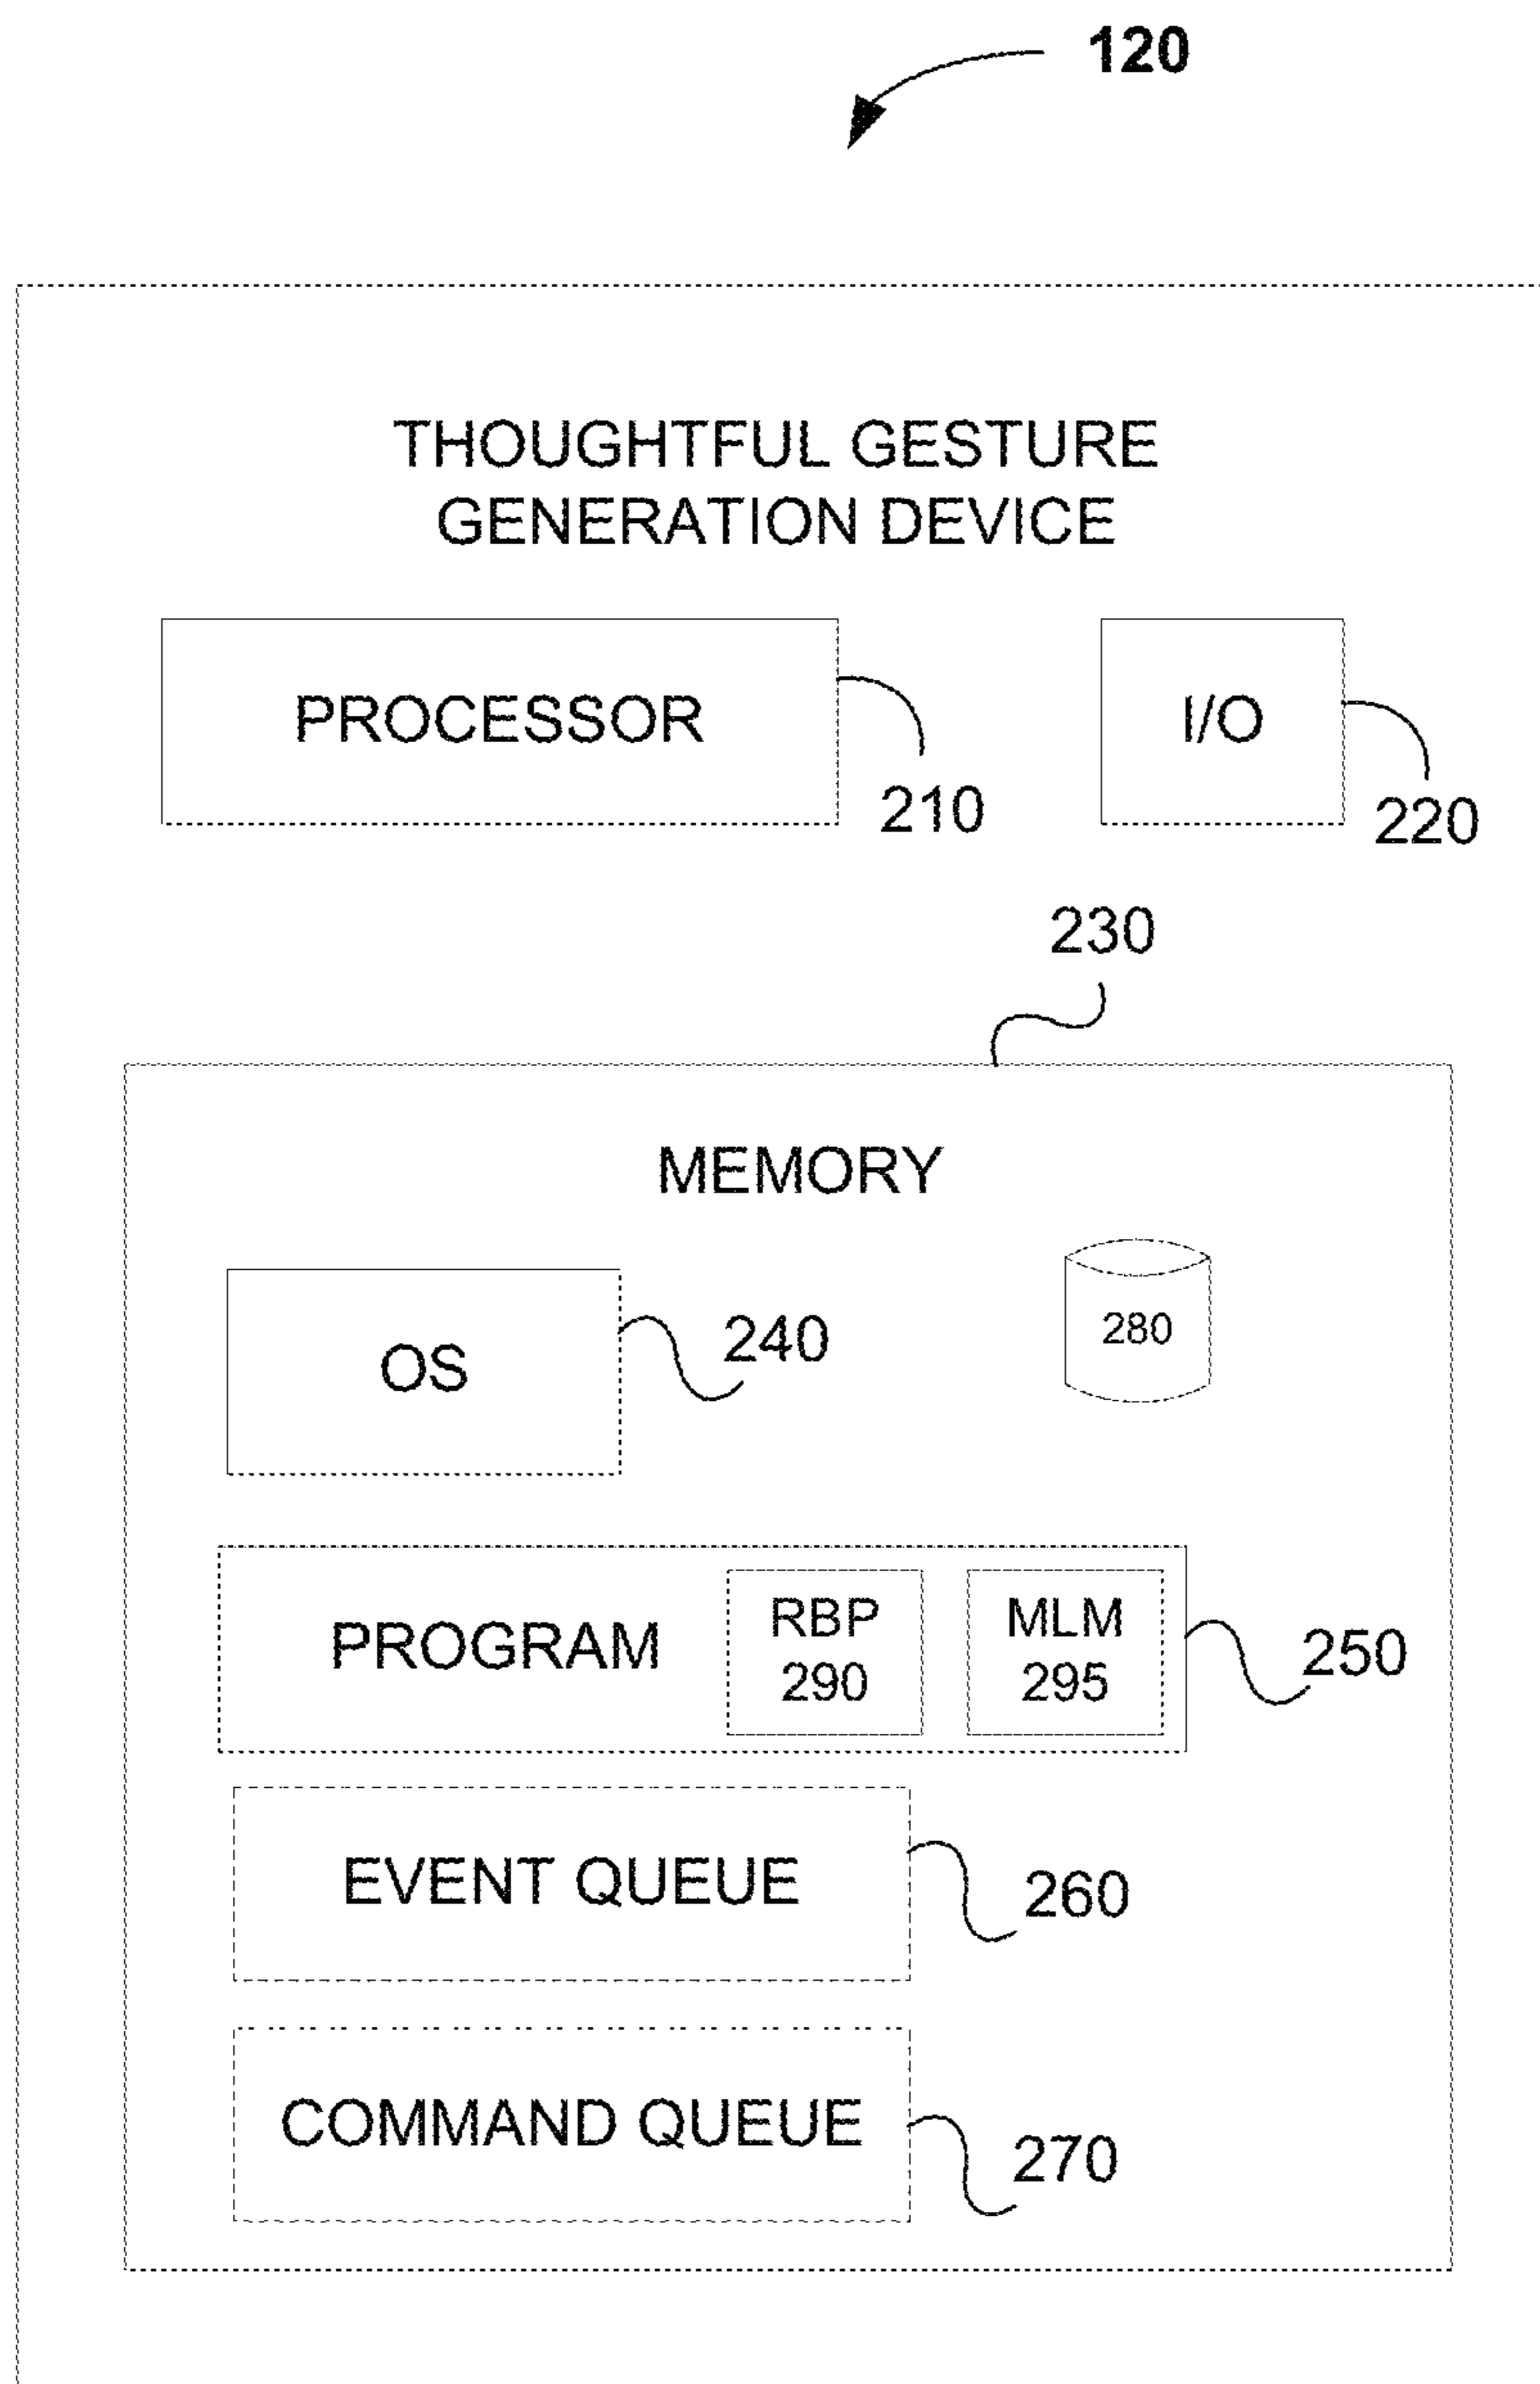 120
THOUGHTFUL GESTURE
GENERATION DEVICE
PROCESSOR
I/O
210
220
230
MEMORY
OS
240
280
PROGRAM
RBP
290
MLM
295
250
EVENT QUEUE
260
COMMAND QUEUE
270